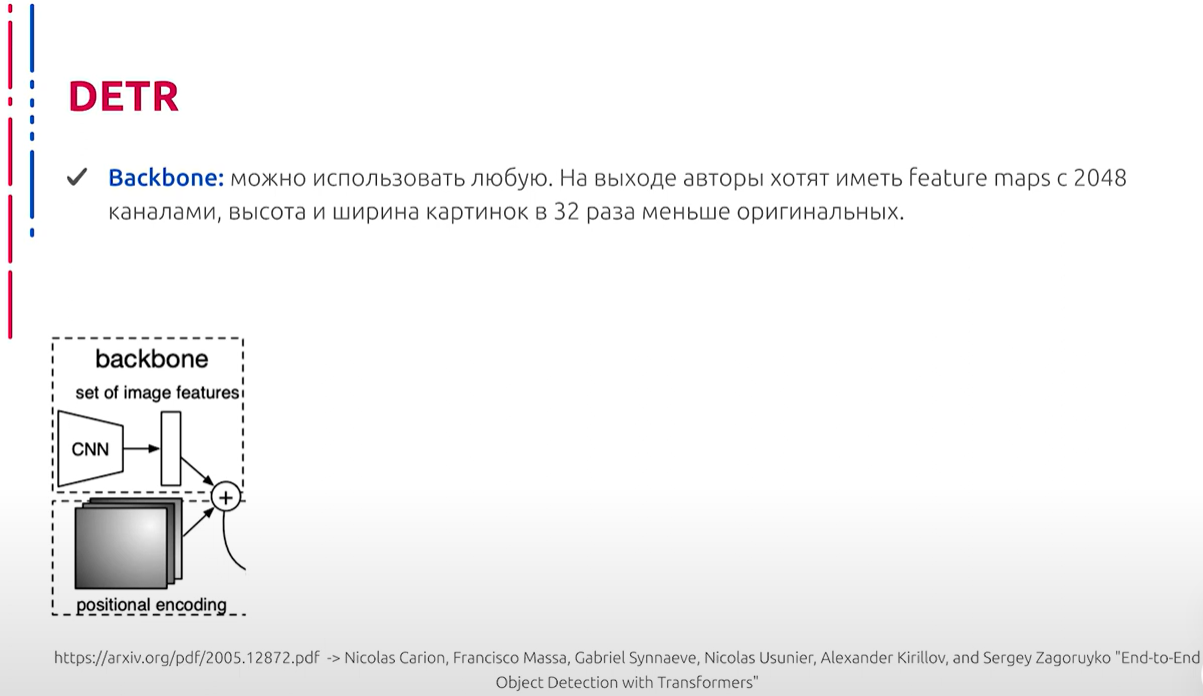 DETR
✓ Backbone: можно использовать любую. На выходе авторы хотят иметь feature maps с 2048
каналами, высота и ширина картинок в 32 раза меньше оригинальных.
backbone
set of image features
CNN
+
positional encoding
https://arxiv.org/pdf/2005.12872.pdf -> Nicolas Carion, Francisco Massa, Gabriel Synnaeve, Nicolas Usunier, Alexander Kirillov, and Sergey Zagoruyko "End-to-End
Object Detection with Transformers"